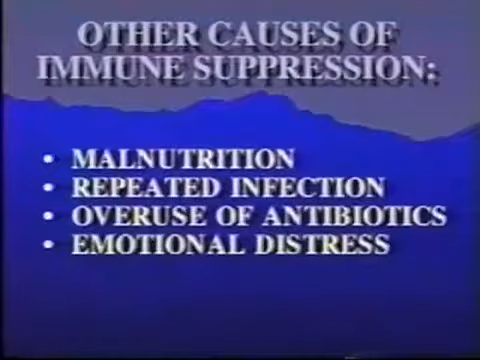 OTHER CAUSES OF
IMMUNE SUPPRESSION:
• MALNUTRITION
• REPEATED INFECTION
• OVERUSE OF ANTIBIOTICS
• EMOTIONAL DISTRESS